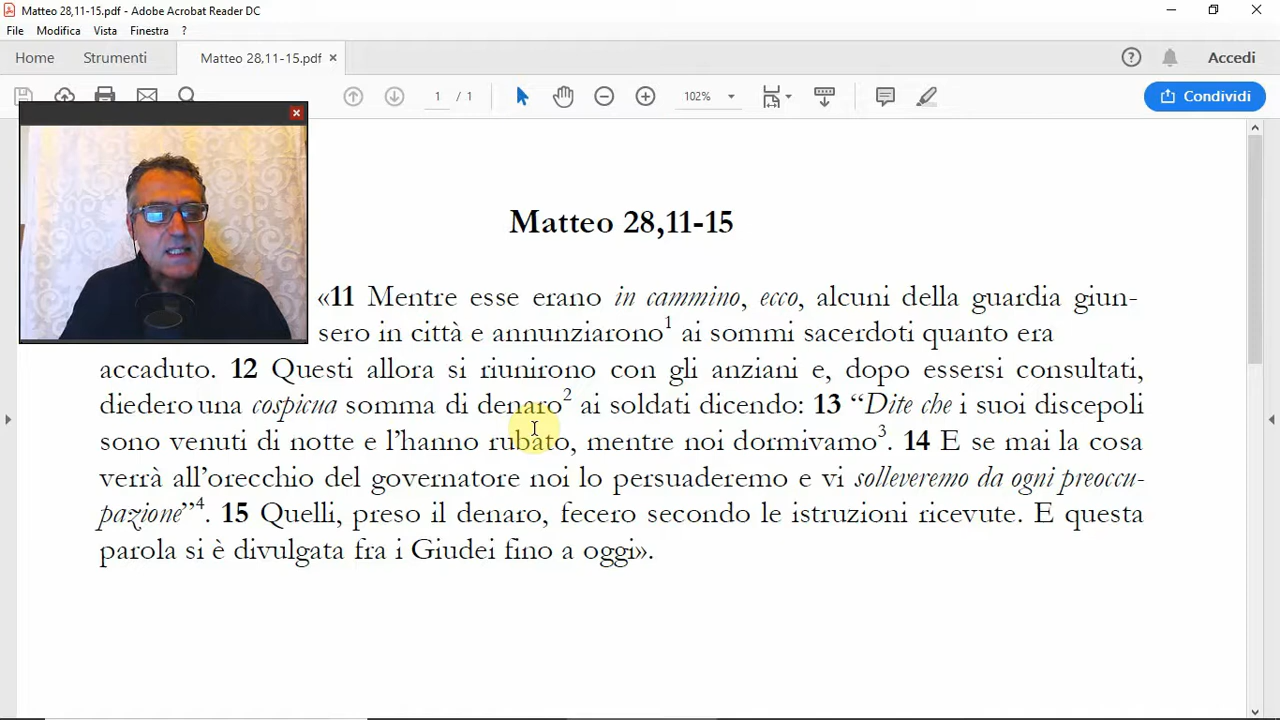 Matteo 28,11-15.pdf - Adobe Acrobat Reader DC
File Modifica Vista Finestra ?
Home Strumenti Matteo 28,11-15.pdf × Accedi
1 / 1 102% Condividi
Matteo 28,11-15
«11 Mentre esse erano in cammino, ecco, alcuni della guardia giun-
sero in città e annunziarono1 ai sommi sacerdoti quanto era
accaduto. 12 Questi allora si riunirono con gli anziani e, dopo essersi consultati,
diedero una cospicua somma di denaro2 ai soldati dicendo: 13 “Dite che i suoi discepoli
sono venuti di notte e l’hanno rubato, mentre noi dormivamo3. 14 E se mai la cosa
verrà all’orecchio del governatore noi lo persuaderemo e vi solleveremo da ogni preoccu-
pazione”4. 15 Quelli, preso il denaro, fecero secondo le istruzioni ricevute. E questa
parola si è divulgata fra i Giudei fino a oggi».